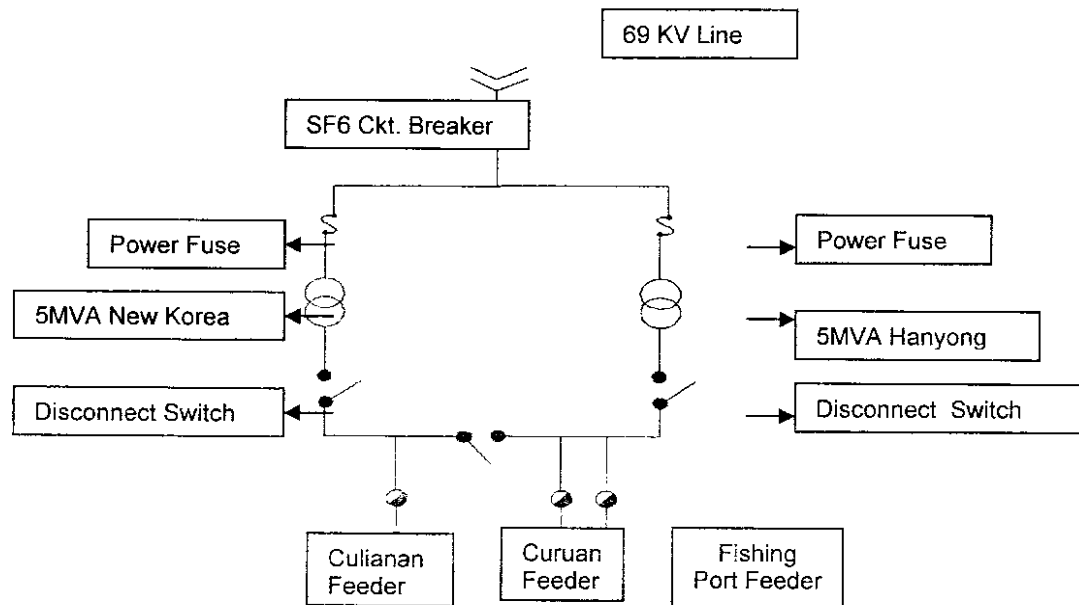 69 KV Line
SF6 Ckt. Breaker
Power Fuse
Power Fuse
5MVA New Korea
5MVA Hanyong
Disconnect Switch
Disconnect Switch
Culianan
Feeder
Curuan
Feeder
Fishing
Port Feeder